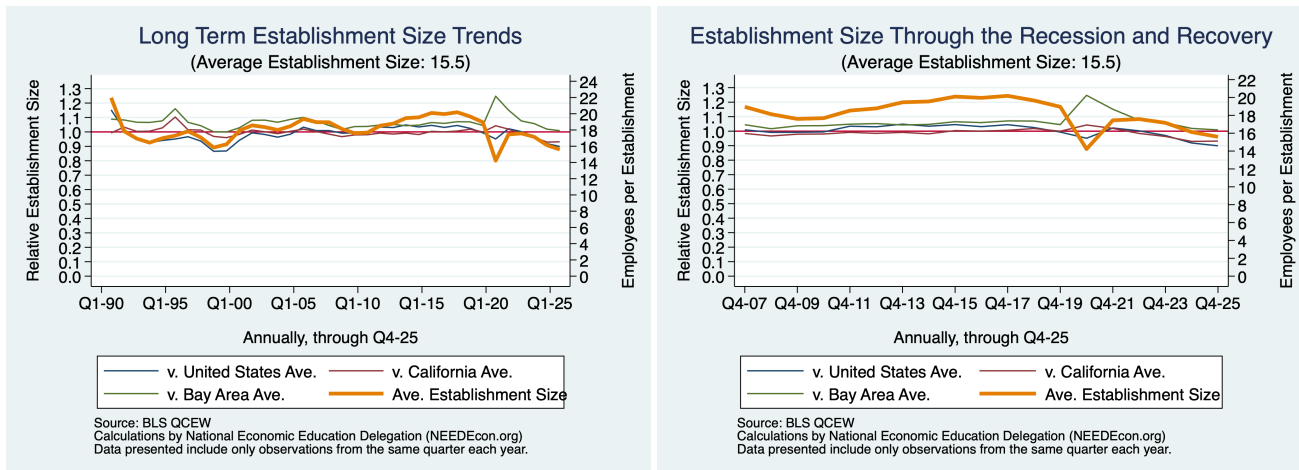 Long Term Establishment Size Trends
(Average Establishment Size: 15.5)
Relative Establishment Size
1.3
1.2
1.1
1.0
0.9
0.8
0.7
0.6
0.5
0.4
0.3
0.2
0.1
0.0
24
22
20
18
16
14
12
10
8
6
4
2
0
Employees per Establishment
Q1-90 Q1-95 Q1-00 Q1-05 Q1-10 Q1-15 Q1-20 Q1-25
Annually, through Q4-25
v. United States Ave. v. California Ave.
v. Bay Area Ave. Ave. Establishment Size
Source: BLS QCEW
Calculations by National Economic Education Delegation (NEEDEcon.org)
Data presented include only observations from the same quarter each year.
Establishment Size Through the Recession and Recovery
(Average Establishment Size: 15.5)
Relative Establishment Size
1.3
1.2
1.1
1.0
0.9
0.8
0.7
0.6
0.5
0.4
0.3
0.2
0.1
0.0
22
20
18
16
14
12
10
8
6
4
2
0
Employees per Establishment
Q4-07 Q4-09 Q4-11 Q4-13 Q4-15 Q4-17 Q4-19 Q4-21 Q4-23 Q4-25
Annually, through Q4-25
v. United States Ave. v. California Ave.
v. Bay Area Ave. Ave. Establishment Size
Source: BLS QCEW
Calculations by National Economic Education Delegation (NEEDEcon.org)
Data presented include only observations from the same quarter each year.